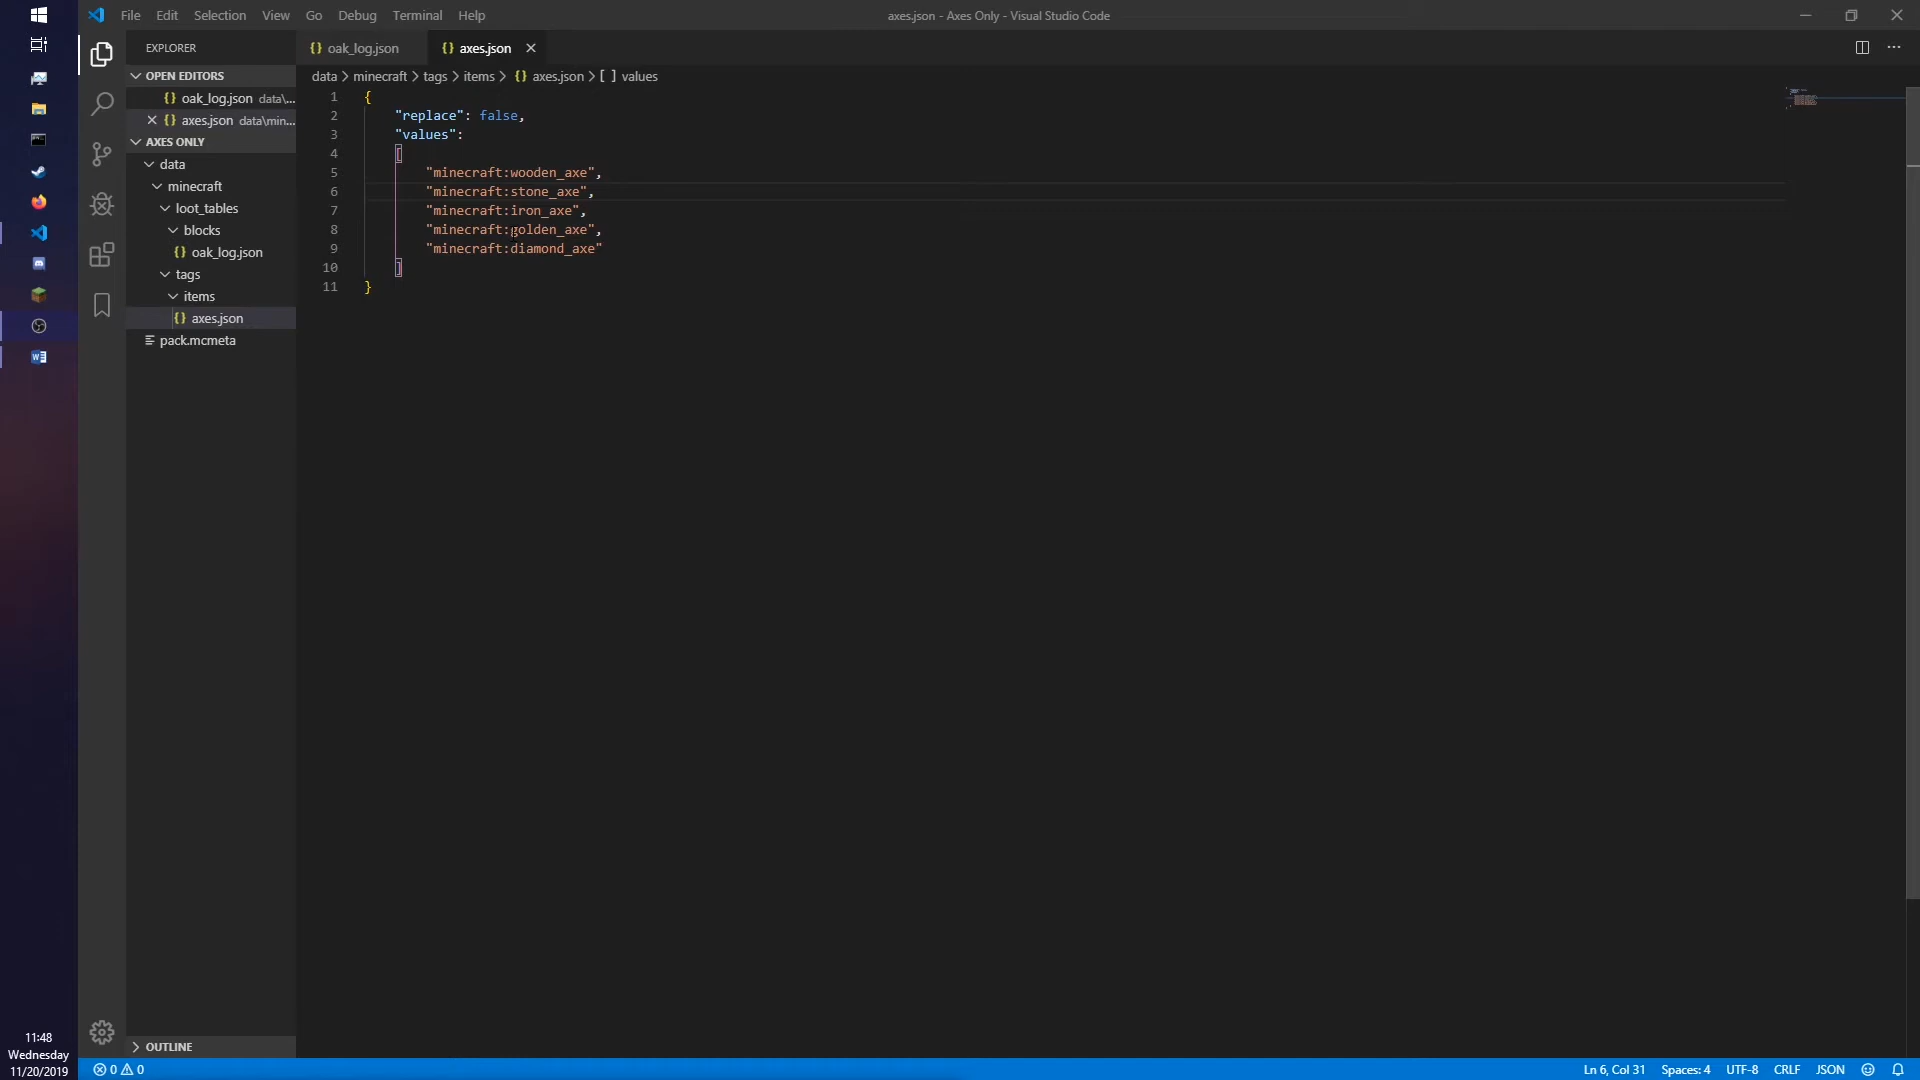 File Edit Selection View Go Debug Terminal Help
axes.json - Axes Only - Visual Studio Code
EXPLORER
OPEN EDITORS
oak_log.json data\...
axes.json data\min...
AXES ONLY
data
minecraft
loot_tables
blocks
oak_log.json
tags
items
axes.json
pack.mcmeta
OUTLINE
oak_log.json
axes.json
data > minecraft > tags > items > {} axes.json > [ ] values
1 {
2 "replace": false,
3 "values":
4 [
5 "minecraft:wooden_axe",
6 "minecraft:stone_axe",
7 "minecraft:iron_axe",
8 "minecraft:golden_axe",
9 "minecraft:diamond_axe"
10 ]
11 }
11:48
Wednesday
11/20/2019
0 0
Ln 6, Col 31 Spaces: 4 UTF-8 CRLF JSON